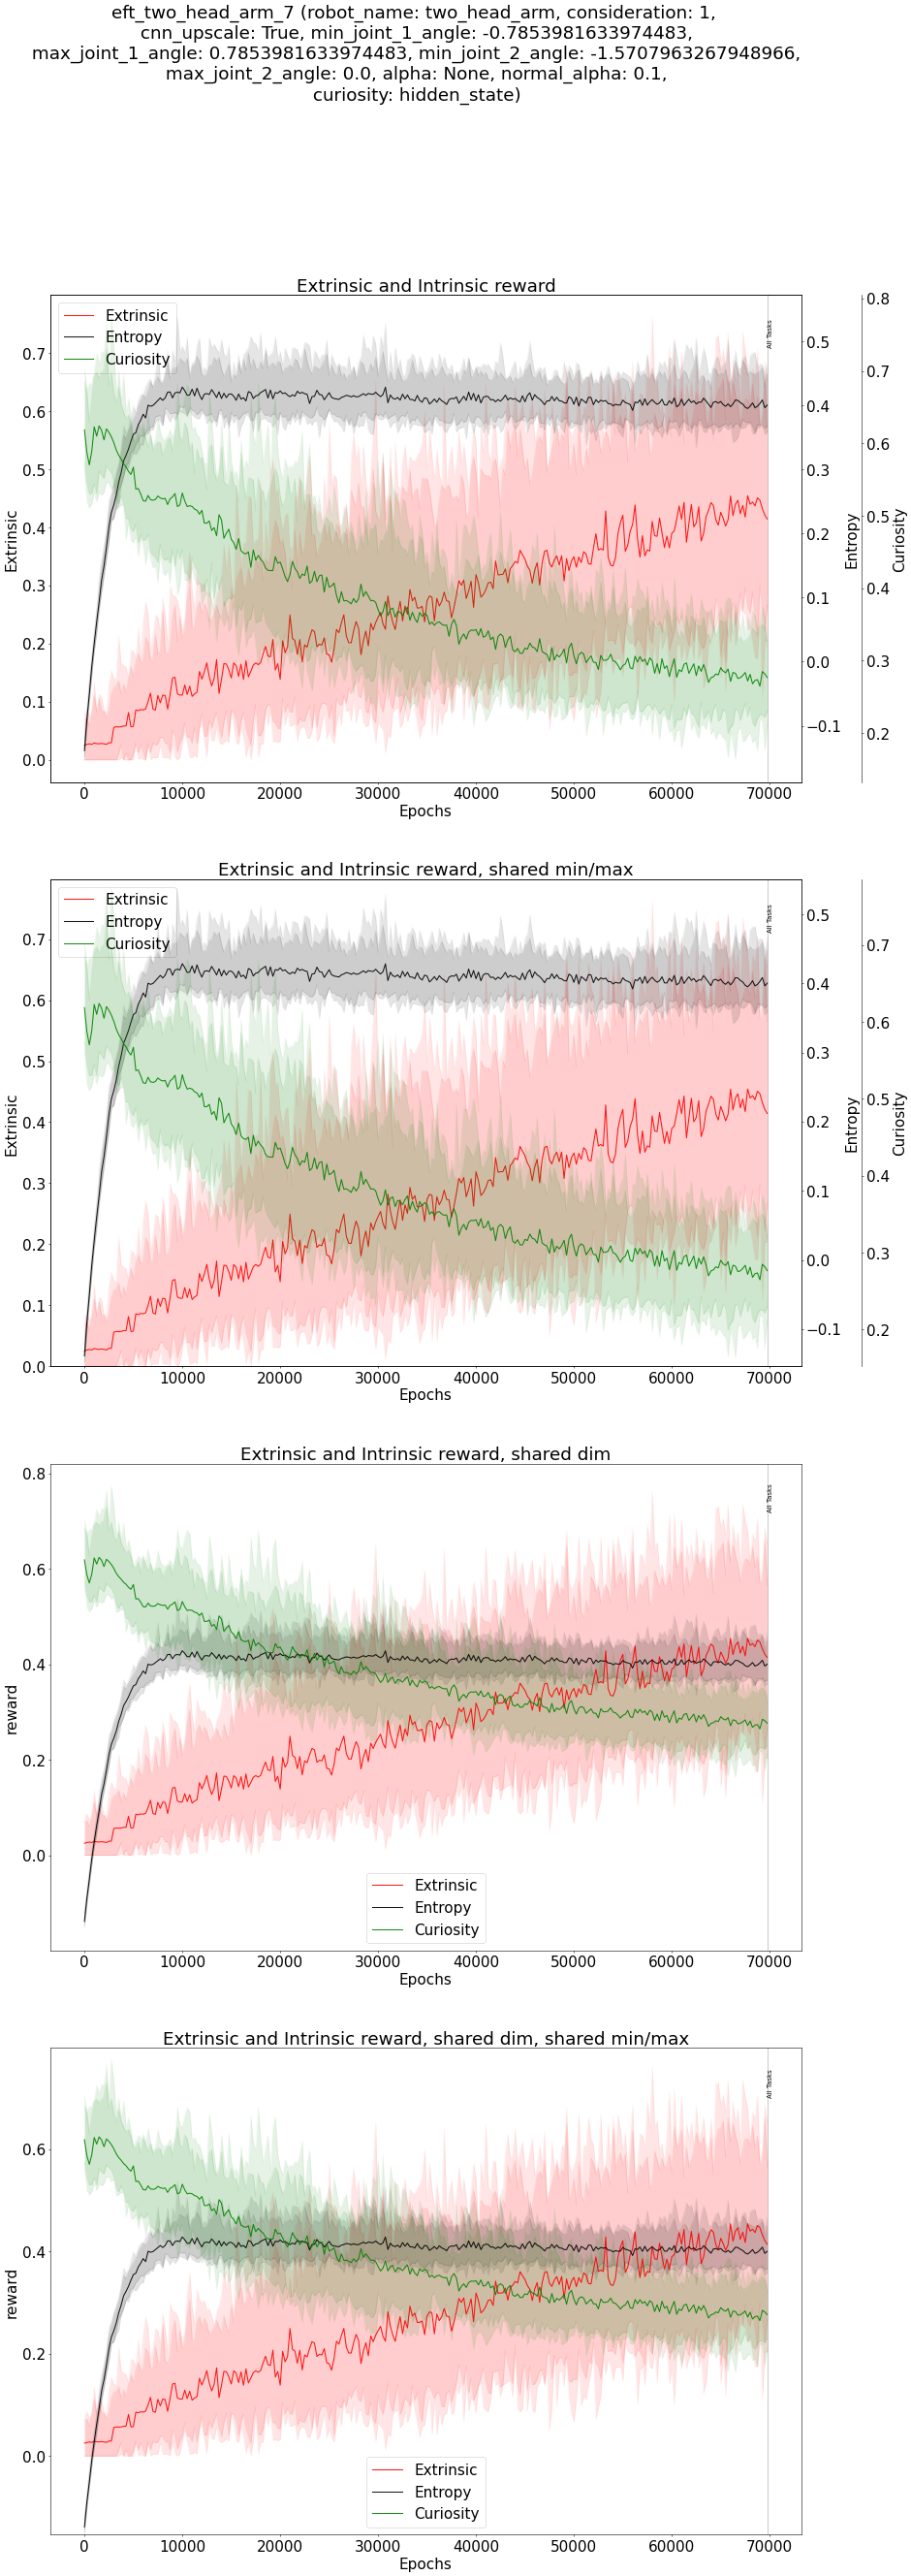 eft_two_head_arm_7 (robot_name: two_head_arm, consideration: 1,
cnn_upscale: True, min_joint_1_angle: -0.7853981633974483,
max_joint_1_angle: 0.7853981633974483, min_joint_2_angle: -1.5707963267948966,
max_joint_2_angle: 0.0, alpha: None, normal_alpha: 0.1,
curiosity: hidden_state)
Extrinsic and Intrinsic reward
Extrinsic
Entropy
Curiosity
All Tasks
0.7
0.6
0.5
0.4
0.3
0.2
0.1
0.0
Extrinsic
0.5
0.4
0.3
0.2
0.1
0.0
−0.1
Entropy
0.8
0.7
0.6
0.5
0.4
0.3
0.2
Curiosity
0 10000 20000 30000 40000 50000 60000 70000
Epochs
Extrinsic and Intrinsic reward, shared min/max
Extrinsic
Entropy
Curiosity
All Tasks
0.7
0.6
0.5
0.4
0.3
0.2
0.1
0.0
Extrinsic
0.5
0.4
0.3
0.2
0.1
0.0
−0.1
Entropy
0.7
0.6
0.5
0.4
0.3
0.2
Curiosity
0 10000 20000 30000 40000 50000 60000 70000
Epochs
Extrinsic and Intrinsic reward, shared dim
All Tasks
0.8
0.6
0.4
0.2
0.0
reward
Extrinsic
Entropy
Curiosity
0 10000 20000 30000 40000 50000 60000 70000
Epochs
Extrinsic and Intrinsic reward, shared dim, shared min/max
All Tasks
0.6
0.4
0.2
0.0
reward
Extrinsic
Entropy
Curiosity
0 10000 20000 30000 40000 50000 60000 70000
Epochs